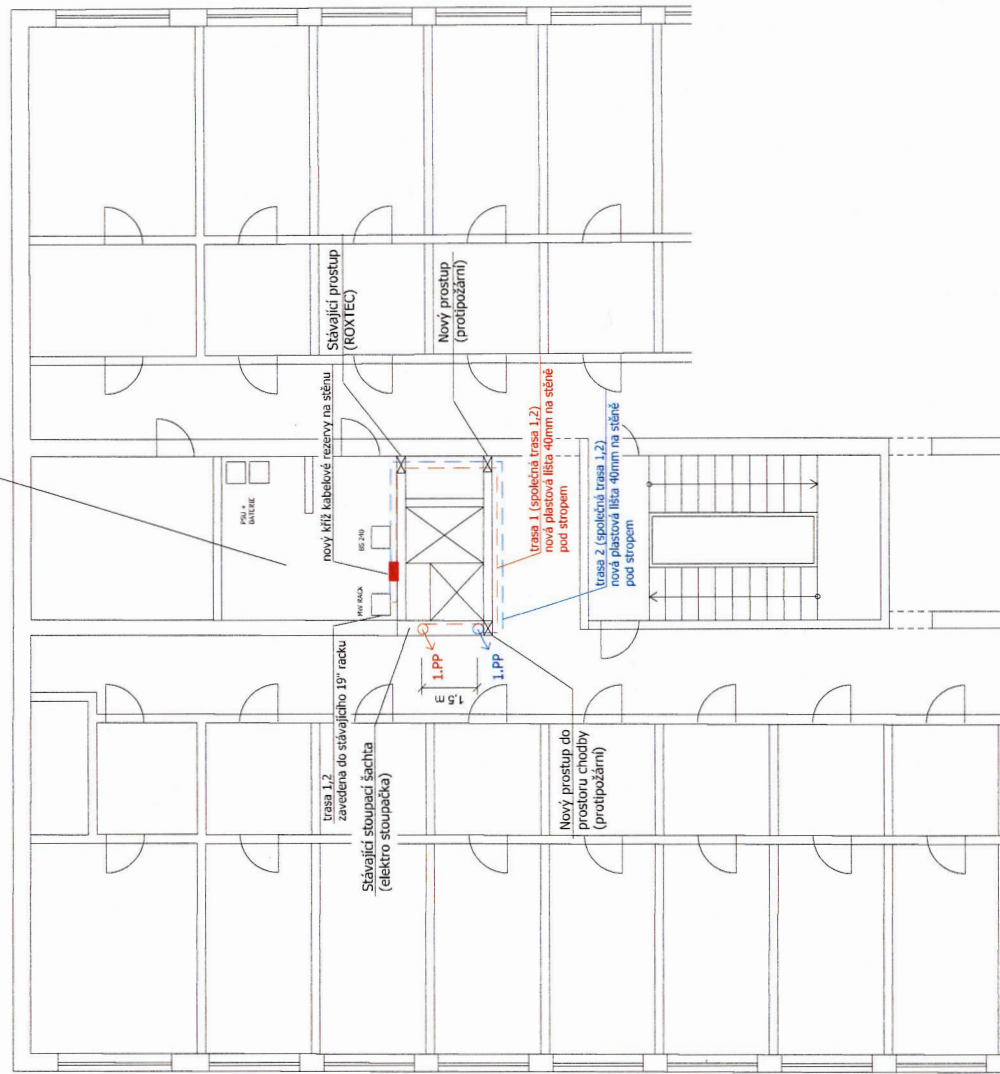 PSU +
BATERIE
BS 240
MW RACK
nový kříž kabelové rezervy na stěnu
Stávající prostup
(ROXTEC)
Nový prostup
(protipožární)
trasa 1 (společná trasa 1,2)
nová plastová lišta 40mm na stěně
pod stropem
trasa 2 (společná trasa 1,2)
nová plastová lišta 40mm na stěně
pod stropem
trasa 1,2
zavedena do stávajícího 19" racku
Stávající stoupací šachta
(elektro stoupačka)
1.PP
1.PP
1,5 m
Nový prostup do
prostoru chodby
(protipožární)